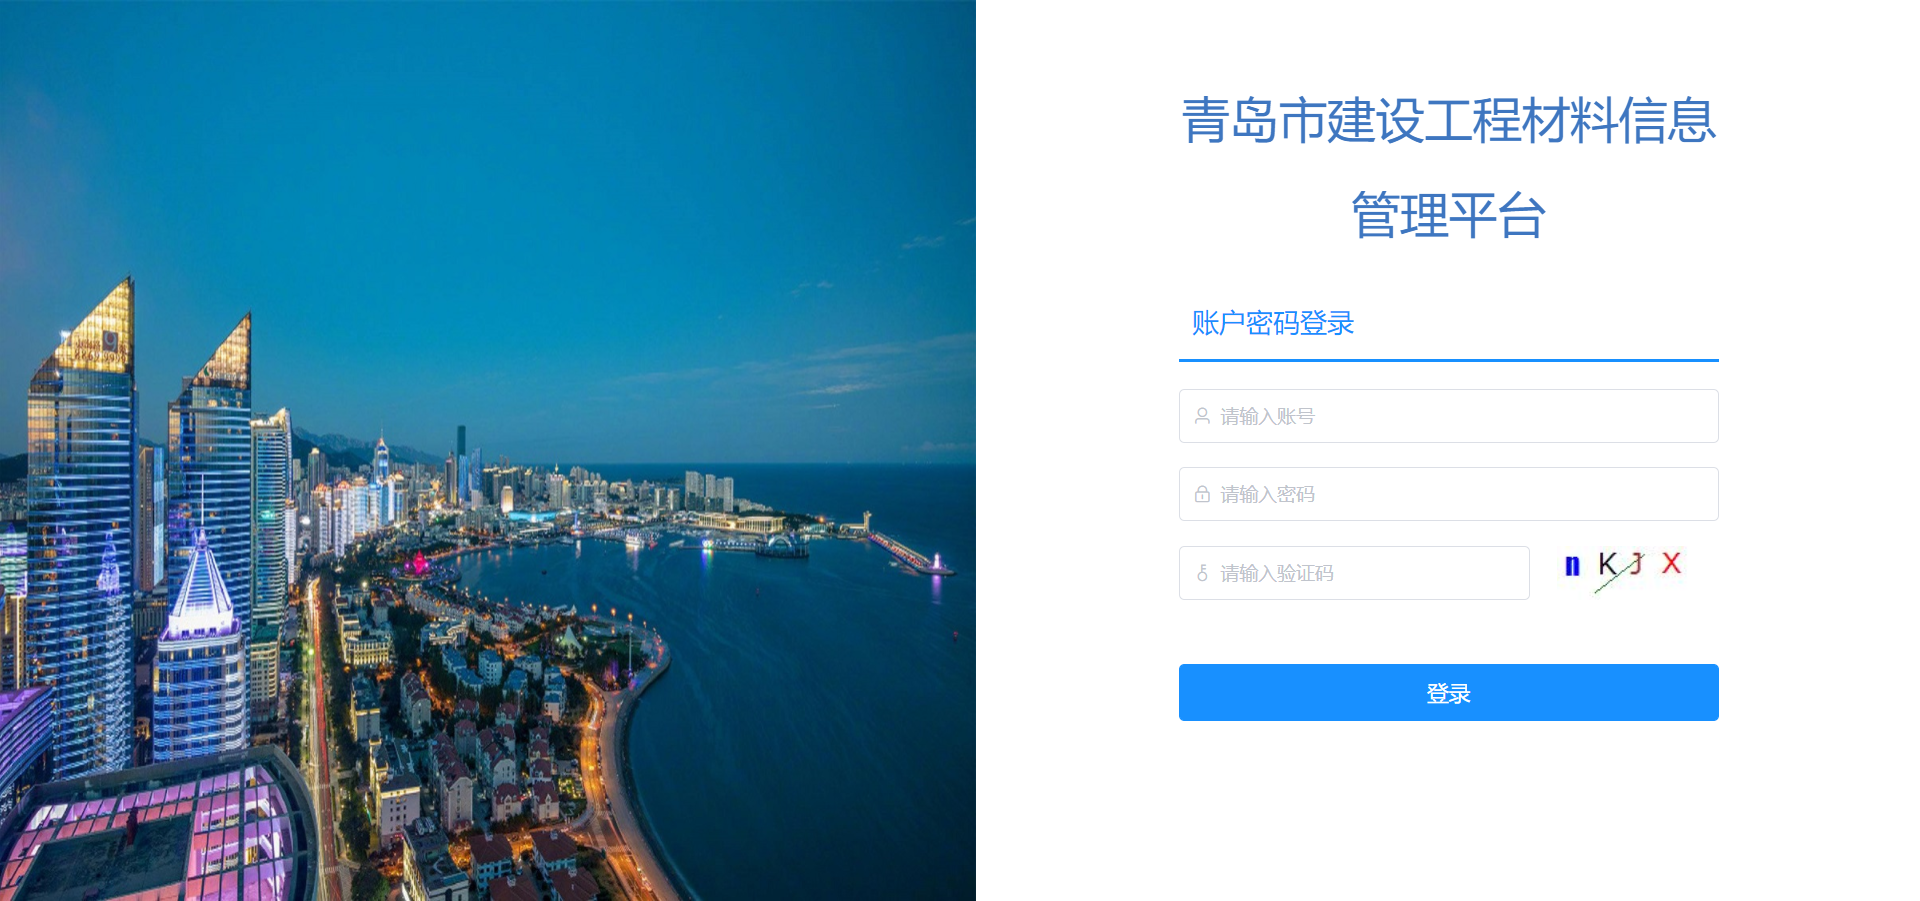 青岛市建设工程材料信息
管理平台
账户密码登录
请输入账号
请输入密码
请输入验证码
n K J X
登录